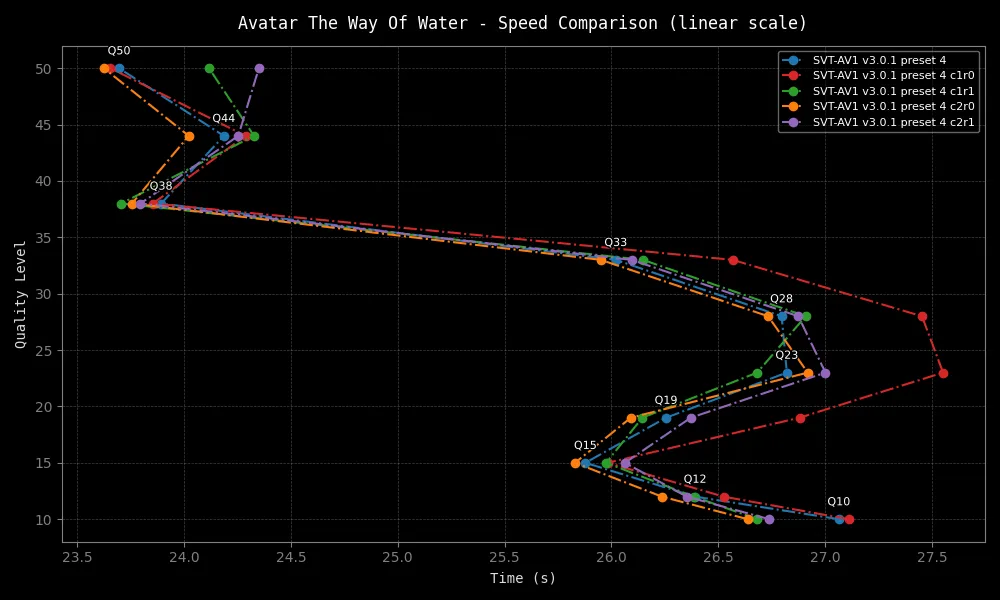 Avatar The Way Of Water - Speed Comparison (linear scale)
SVT-AV1 v3.0.1 preset 4
SVT-AV1 v3.0.1 preset 4 c1r0
SVT-AV1 v3.0.1 preset 4 c1r1
SVT-AV1 v3.0.1 preset 4 c2r0
SVT-AV1 v3.0.1 preset 4 c2r1
Quality Level
50
45
40
35
30
25
20
15
10
Q50
Q44
Q38
Q33
Q28
Q23
Q19
Q15
Q12
Q10
23.5 24.0 24.5 25.0 25.5 26.0 26.5 27.0 27.5
Time (s)